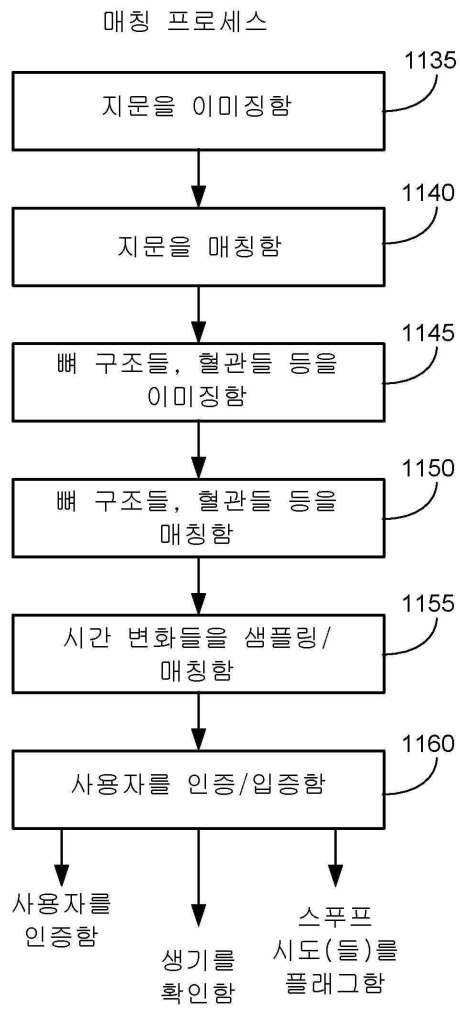 매칭 프로세스
1135
지문을 이미징함
1140
지문을 매칭함
1145
뼈 구조들, 혈관들 등을
이미징함
1150
뼈 구조들, 혈관들 등을
매칭함
1155
시간 변화들을 샘플링/
매칭함
1160
사용자를 인증/입증함
사용자를
인증함
생기를
확인함
스푸프
시도(들)를
플래그함